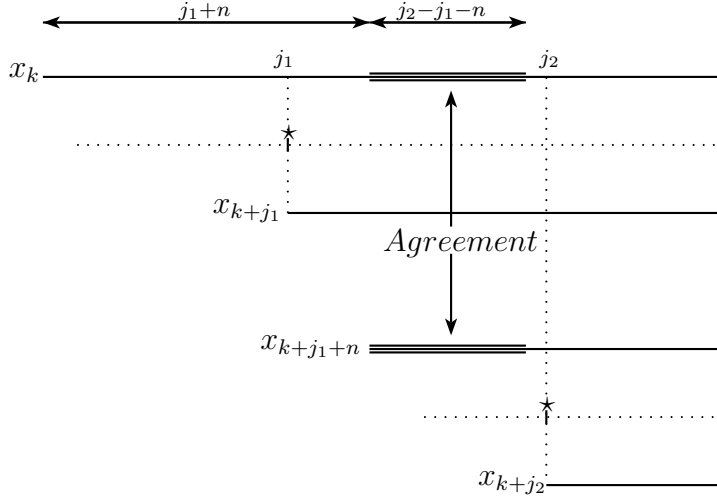 j₁+n j₂−j₁−n
j₁ j₂
xₖ
⋆
xₖ₊ⱼ₁
Agreement
xₖ₊ⱼ₁₊ₙ
⋆
xₖ₊ⱼ₂